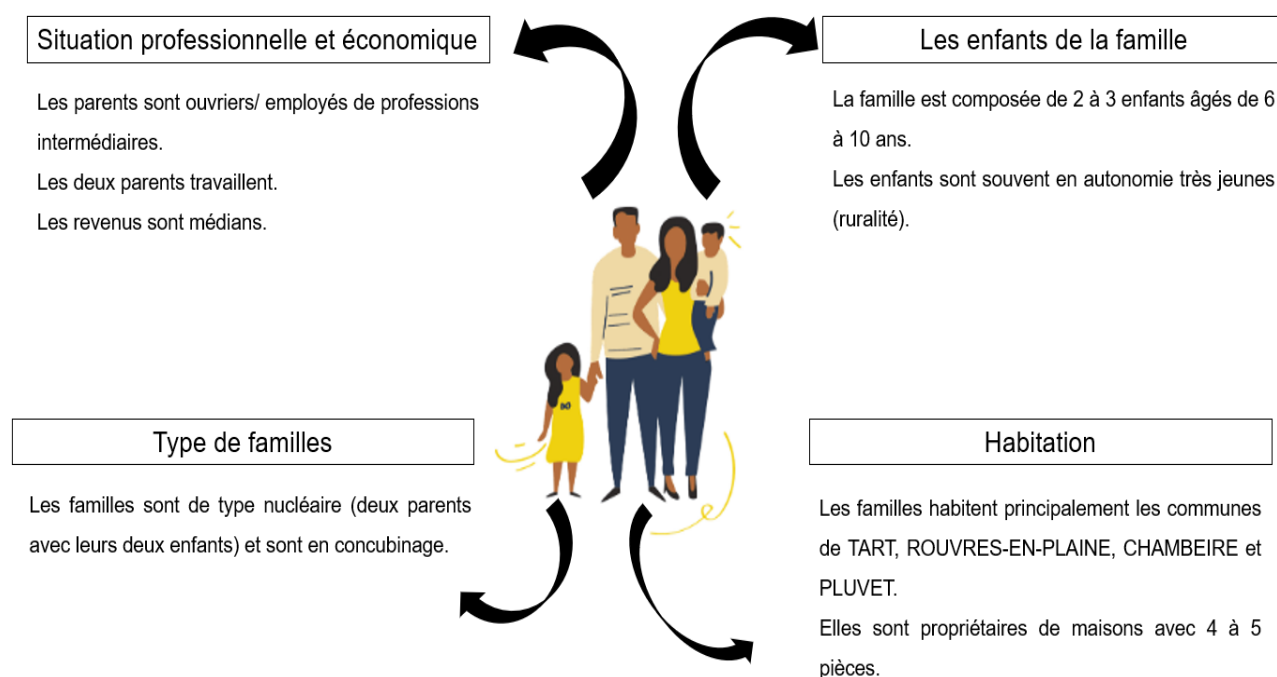 Situation professionnelle et économique
Les parents sont ouvriers/ employés de professions
intermédiaires.
Les deux parents travaillent.
Les revenus sont médians.
Les enfants de la famille
La famille est composée de 2 à 3 enfants âgés de 6
à 10 ans.
Les enfants sont souvent en autonomie très jeunes
(ruralité).
Type de familles
Les familles sont de type nucléaire (deux parents
avec leurs deux enfants) et sont en concubinage.
Habitation
Les familles habitent principalement les communes
de TART, ROUVRES-EN-PLAINE, CHAMBEIRE et
PLUVET.
Elles sont propriétaires de maisons avec 4 à 5
pièces.